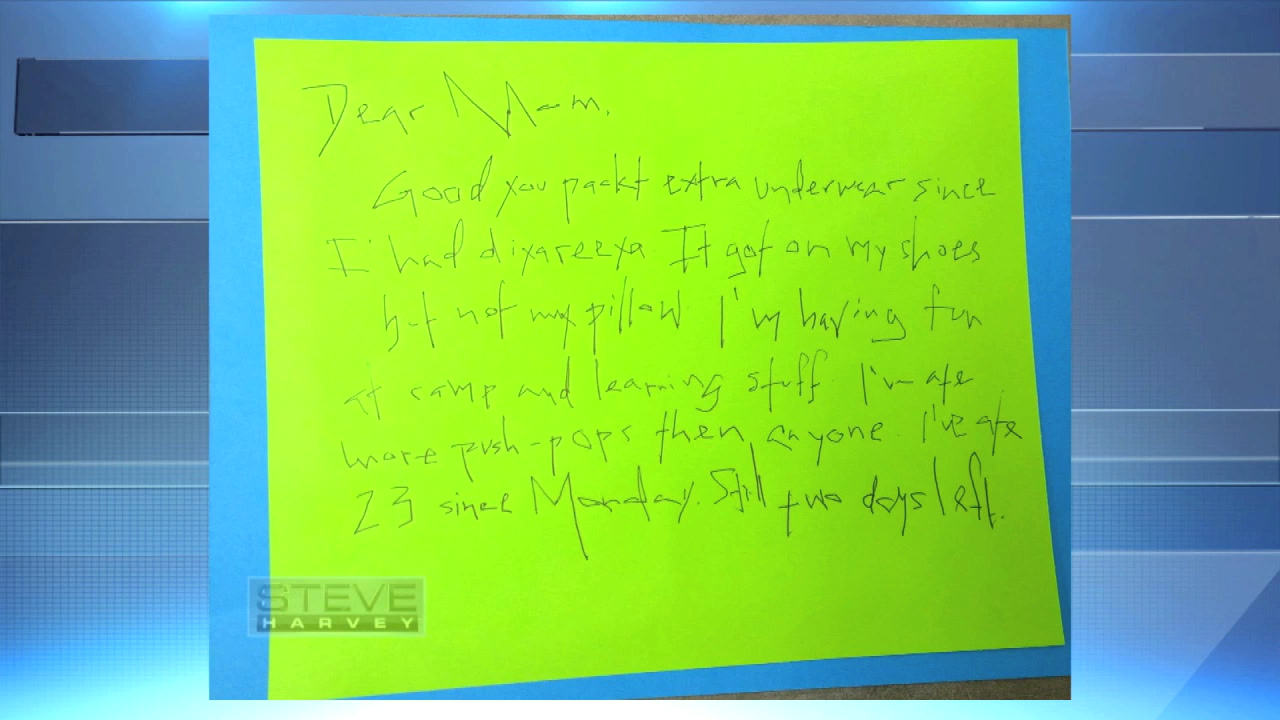 Dear Mom,
Good you packt extra underwear since
I had diyareeya. It got on my shoes
but not my pillow. I'm having fun
at camp and learning stuff. I've ate
more push-pops then anyone. I've ate
23 since Monday. Still two days left.
STEVE
HARVEY